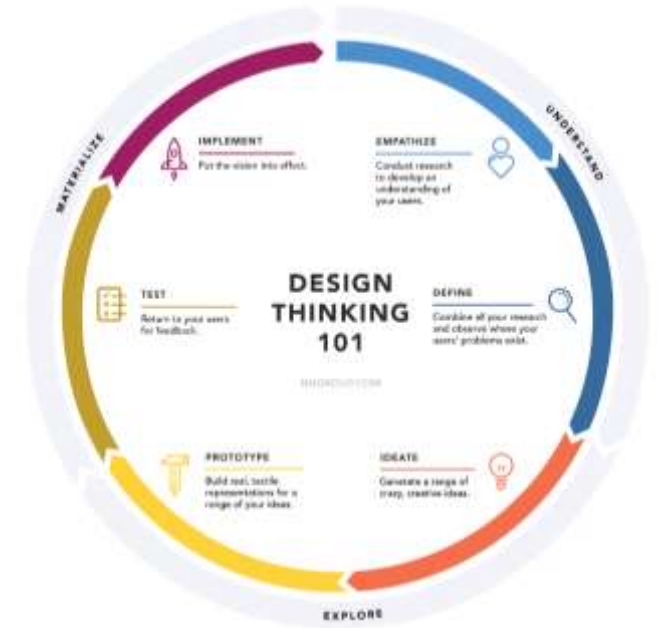 UNDERSTAND
EMPATHIZE
Conduct research
to develop an
understanding of
your users.
DEFINE
Combine all your research
and observe where your
users' problems exist.
EXPLORE
IDEATE
Generate a range of
crazy, creative ideas.
PROTOTYPE
Build real, tactile
representations for a
range of your ideas.
MATERIALIZE
TEST
Return to your users
for feedback.
IMPLEMENT
Put the vision into effect.
DESIGN
THINKING
101
NNGROUP.COM